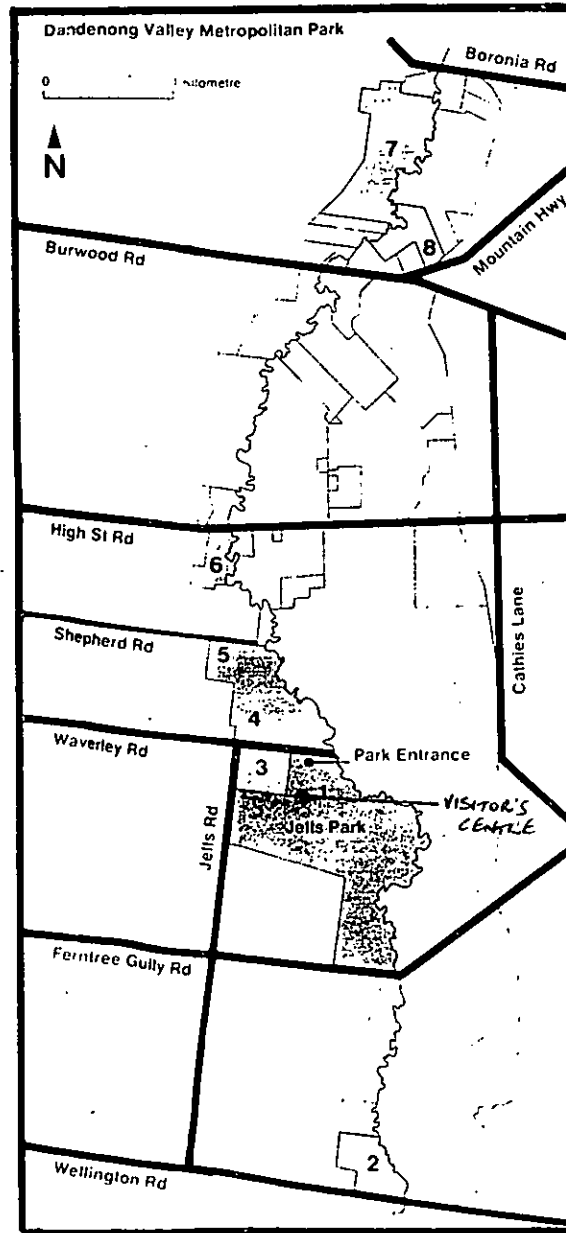 Dandenong Valley Metropolitan Park
Boronia Rd
0 1 kilometre
N
7
8
Mountain Hwy
Burwood Rd
High St Rd
6
Cathies Lane
Shepherd Rd
5
4
Waverley Rd
3
Park Entrance
1
VISITOR'S
CENTRE
Jells Park
Jells Rd
Ferntree Gully Rd
2
Wellington Rd